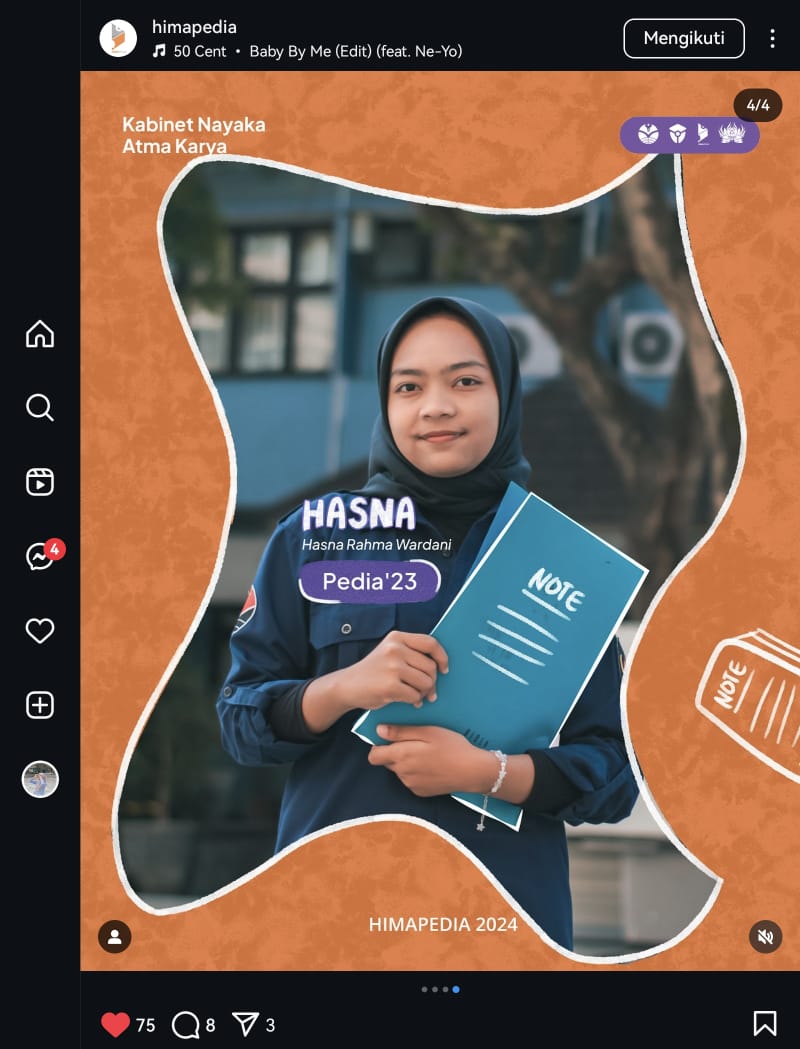 himapedia
50 Cent • Baby By Me (Edit) (feat. Ne-Yo)
Mengikuti
4/4
Kabinet Nayaka
Atma Karya
4
HASNA
Hasna Rahma Wardani
Pedia'23
NOTE
NOTE
HIMAPEDIA 2024
75
8
3